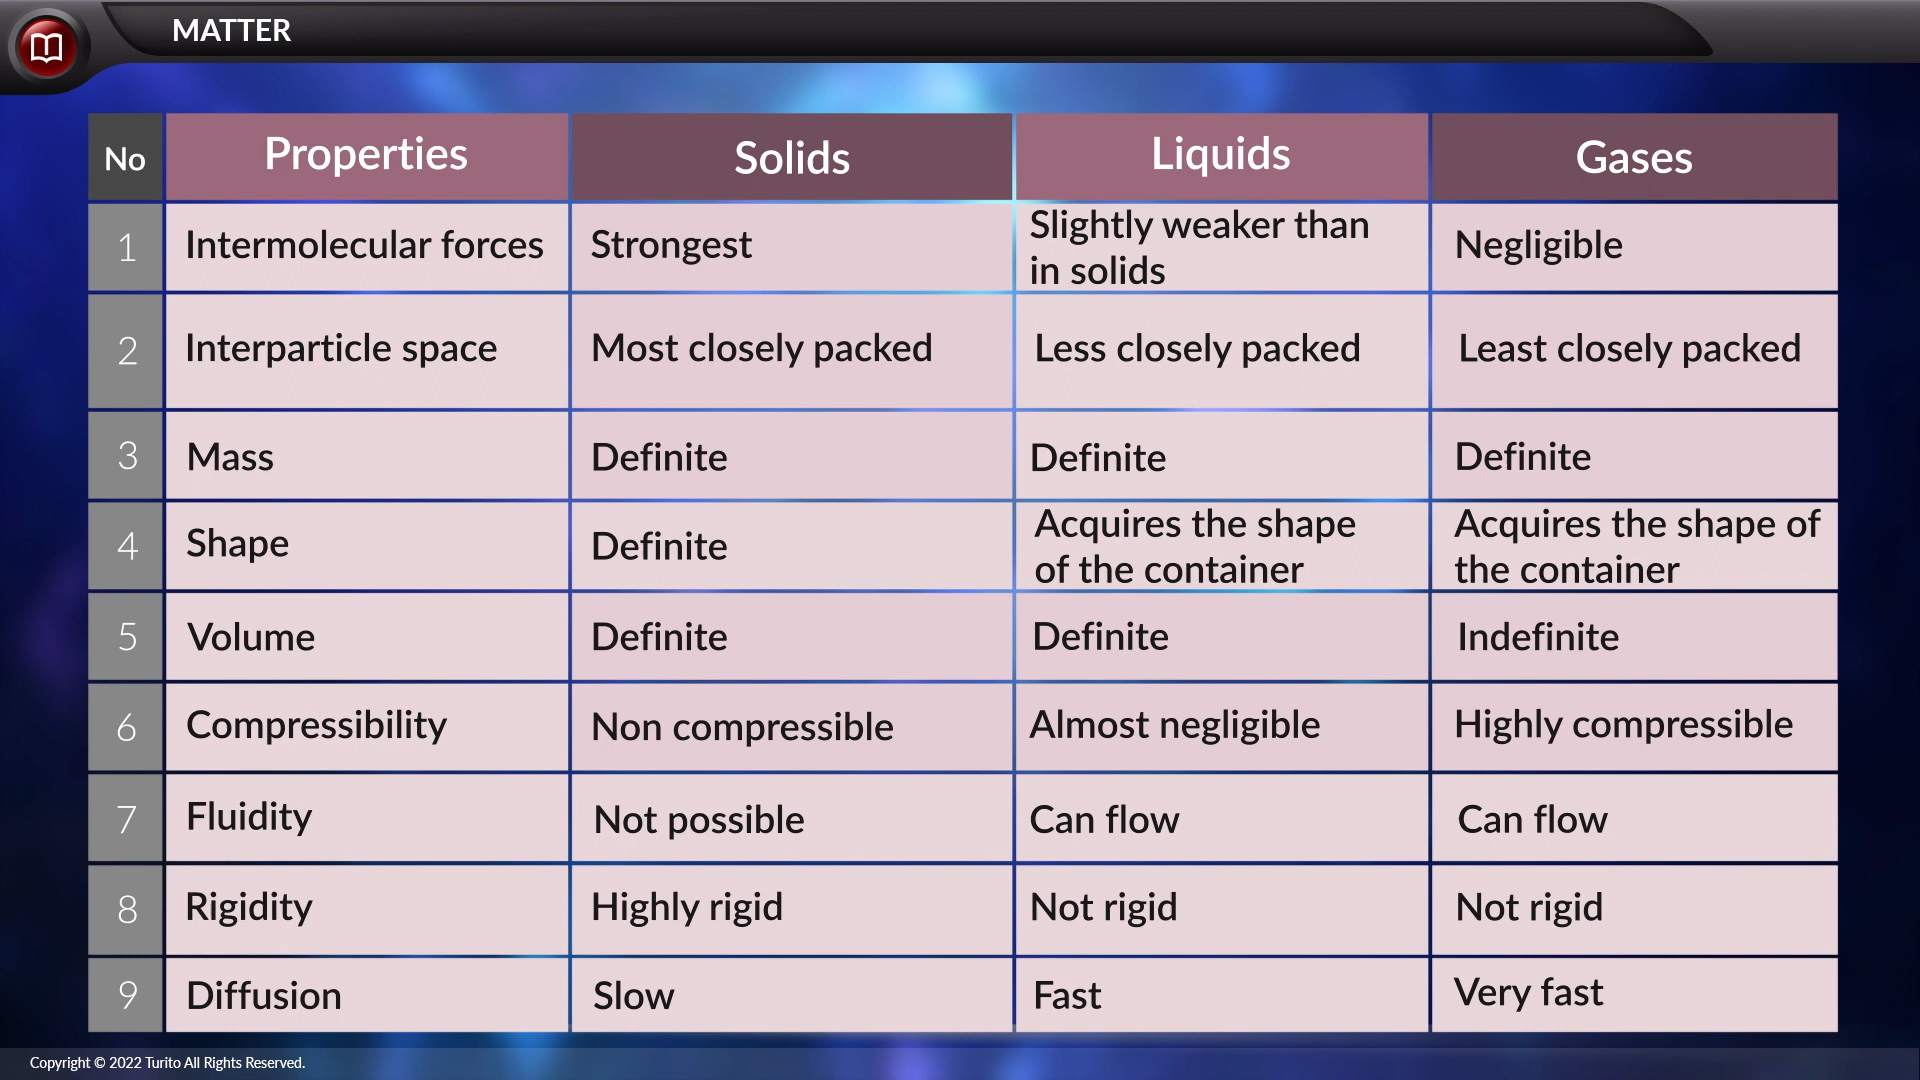 MATTER
No Properties Solids Liquids Gases
1 Intermolecular forces Strongest Slightly weaker than
in solids Negligible
2 Interparticle space Most closely packed Less closely packed Least closely packed
3 Mass Definite Definite Definite
4 Shape Definite Acquires the shape
of the container Acquires the shape of
the container
5 Volume Definite Definite Indefinite
6 Compressibility Non compressible Almost negligible Highly compressible
7 Fluidity Not possible Can flow Can flow
8 Rigidity Highly rigid Not rigid Not rigid
9 Diffusion Slow Fast Very fast
Copyright © 2022 Turito All Rights Reserved.